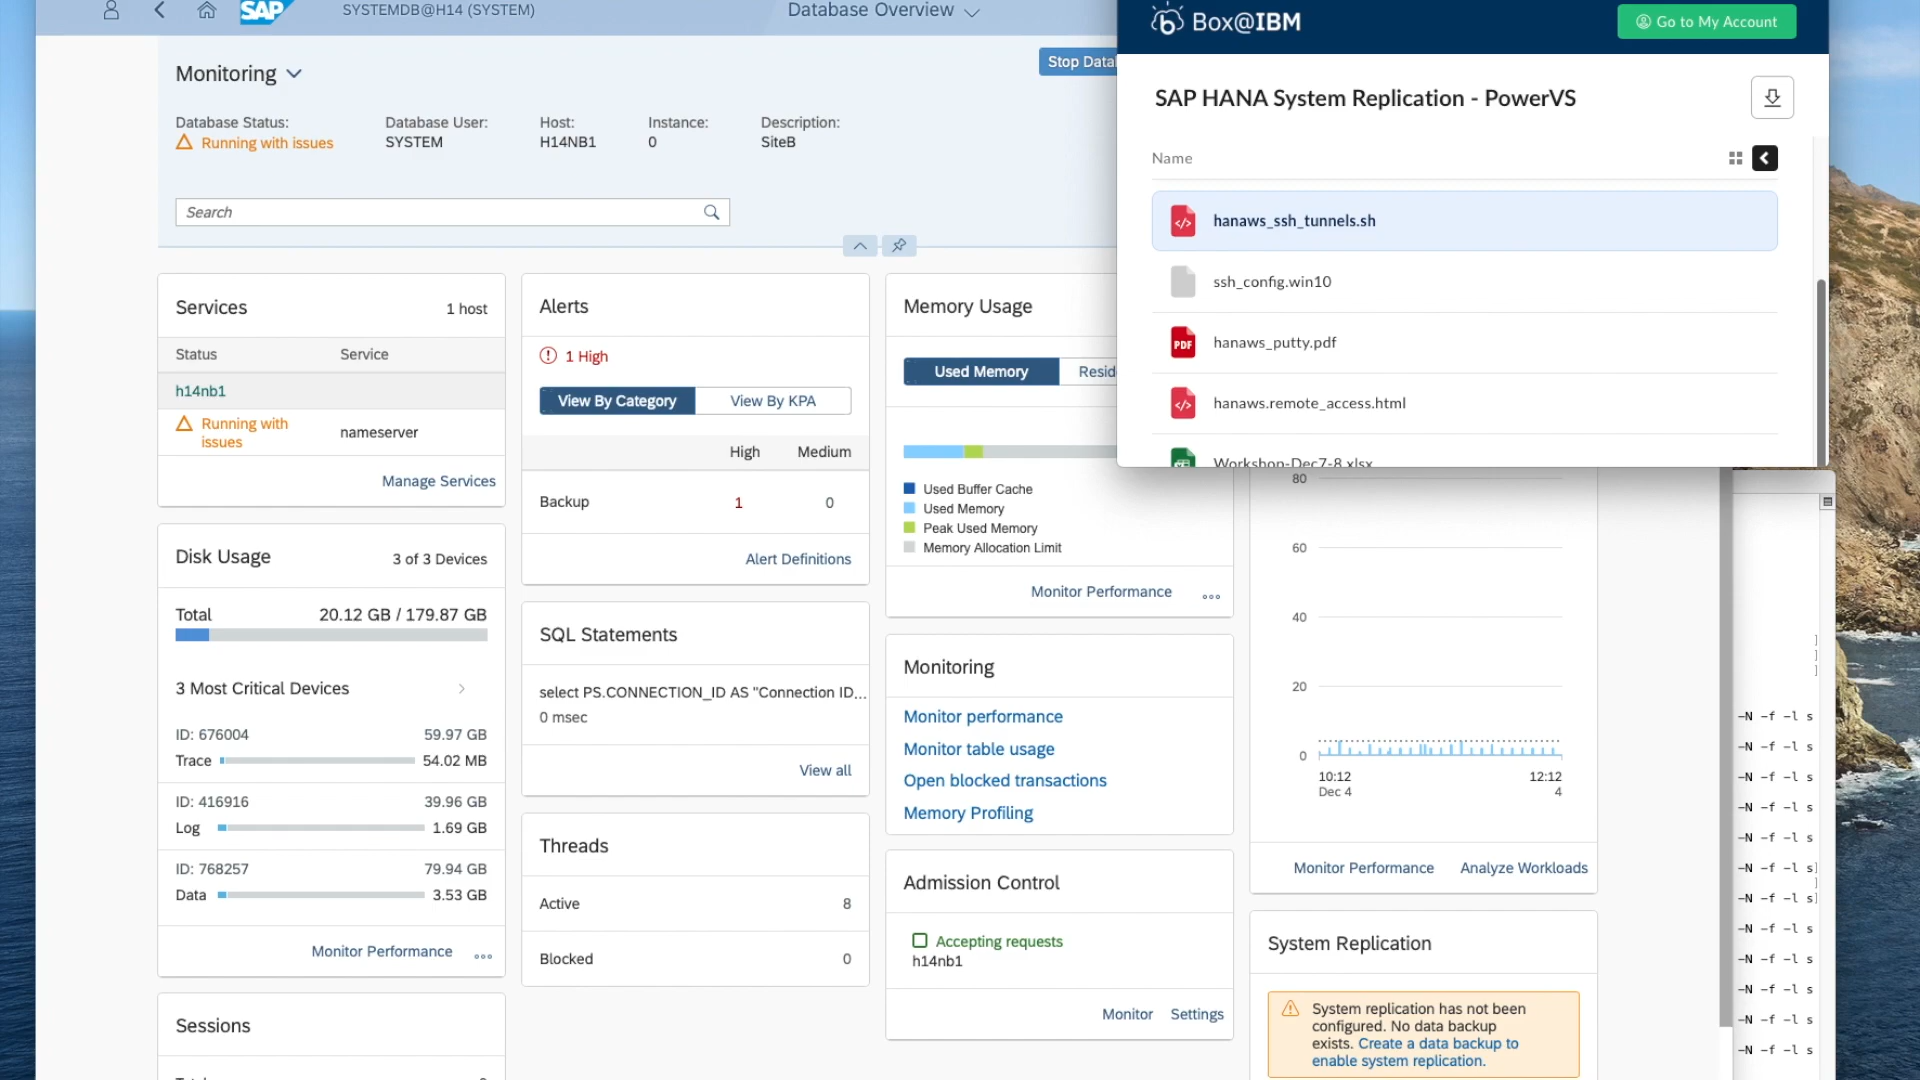 SAP
SYSTEMDB@H14 (SYSTEM)
Database Overview
Monitoring
Database Status:
Running with issues
Database User:
SYSTEM
Host:
H14NB1
Instance:
0
Description:
SiteB
Search
Services
1 host
Status
Service
h14nb1
Running with
issues
nameserver
Manage Services
Disk Usage
3 of 3 Devices
Total
20.12 GB / 179.87 GB
3 Most Critical Devices
ID: 676004
59.97 GB
Trace
54.02 MB
ID: 416916
39.96 GB
Log
1.69 GB
ID: 768257
79.94 GB
Data
3.53 GB
Monitor Performance
Sessions
Alerts
1 High
View By Category
View By KPA
High
Medium
Backup
1
0
Alert Definitions
SQL Statements
select PS.CONNECTION_ID AS "Connection ID...
0 msec
View all
Threads
Active
8
Blocked
0
Memory Usage
Used Memory
Used Buffer Cache
Used Memory
Peak Used Memory
Memory Allocation Limit
Monitor Performance
Monitoring
Monitor performance
Monitor table usage
Open blocked transactions
Memory Profiling
Admission Control
Accepting requests
h14nb1
Monitor
Settings
Box@IBM
Go to My Account
SAP HANA System Replication - PowerVS
Name
hanaws_ssh_tunnels.sh
ssh_config.win10
hanaws_putty.pdf
hanaws.remote_access.html
Workshop-Dec7-8.xlsx
80
60
40
20
0
10:12
Dec 4
12:12
4
Monitor Performance
Analyze Workloads
System Replication
System replication has not been
configured. No data backup
exists. Create a data backup to
enable system replication.
-N -f -l s
-N -f -l s
-N -f -l s
-N -f -l s
-N -f -l s
-N -f -l s]
-N -f -l s]
-N -f -l s
-N -f -l s
-N -f -l s
-N -f -l s
-N -f -l s